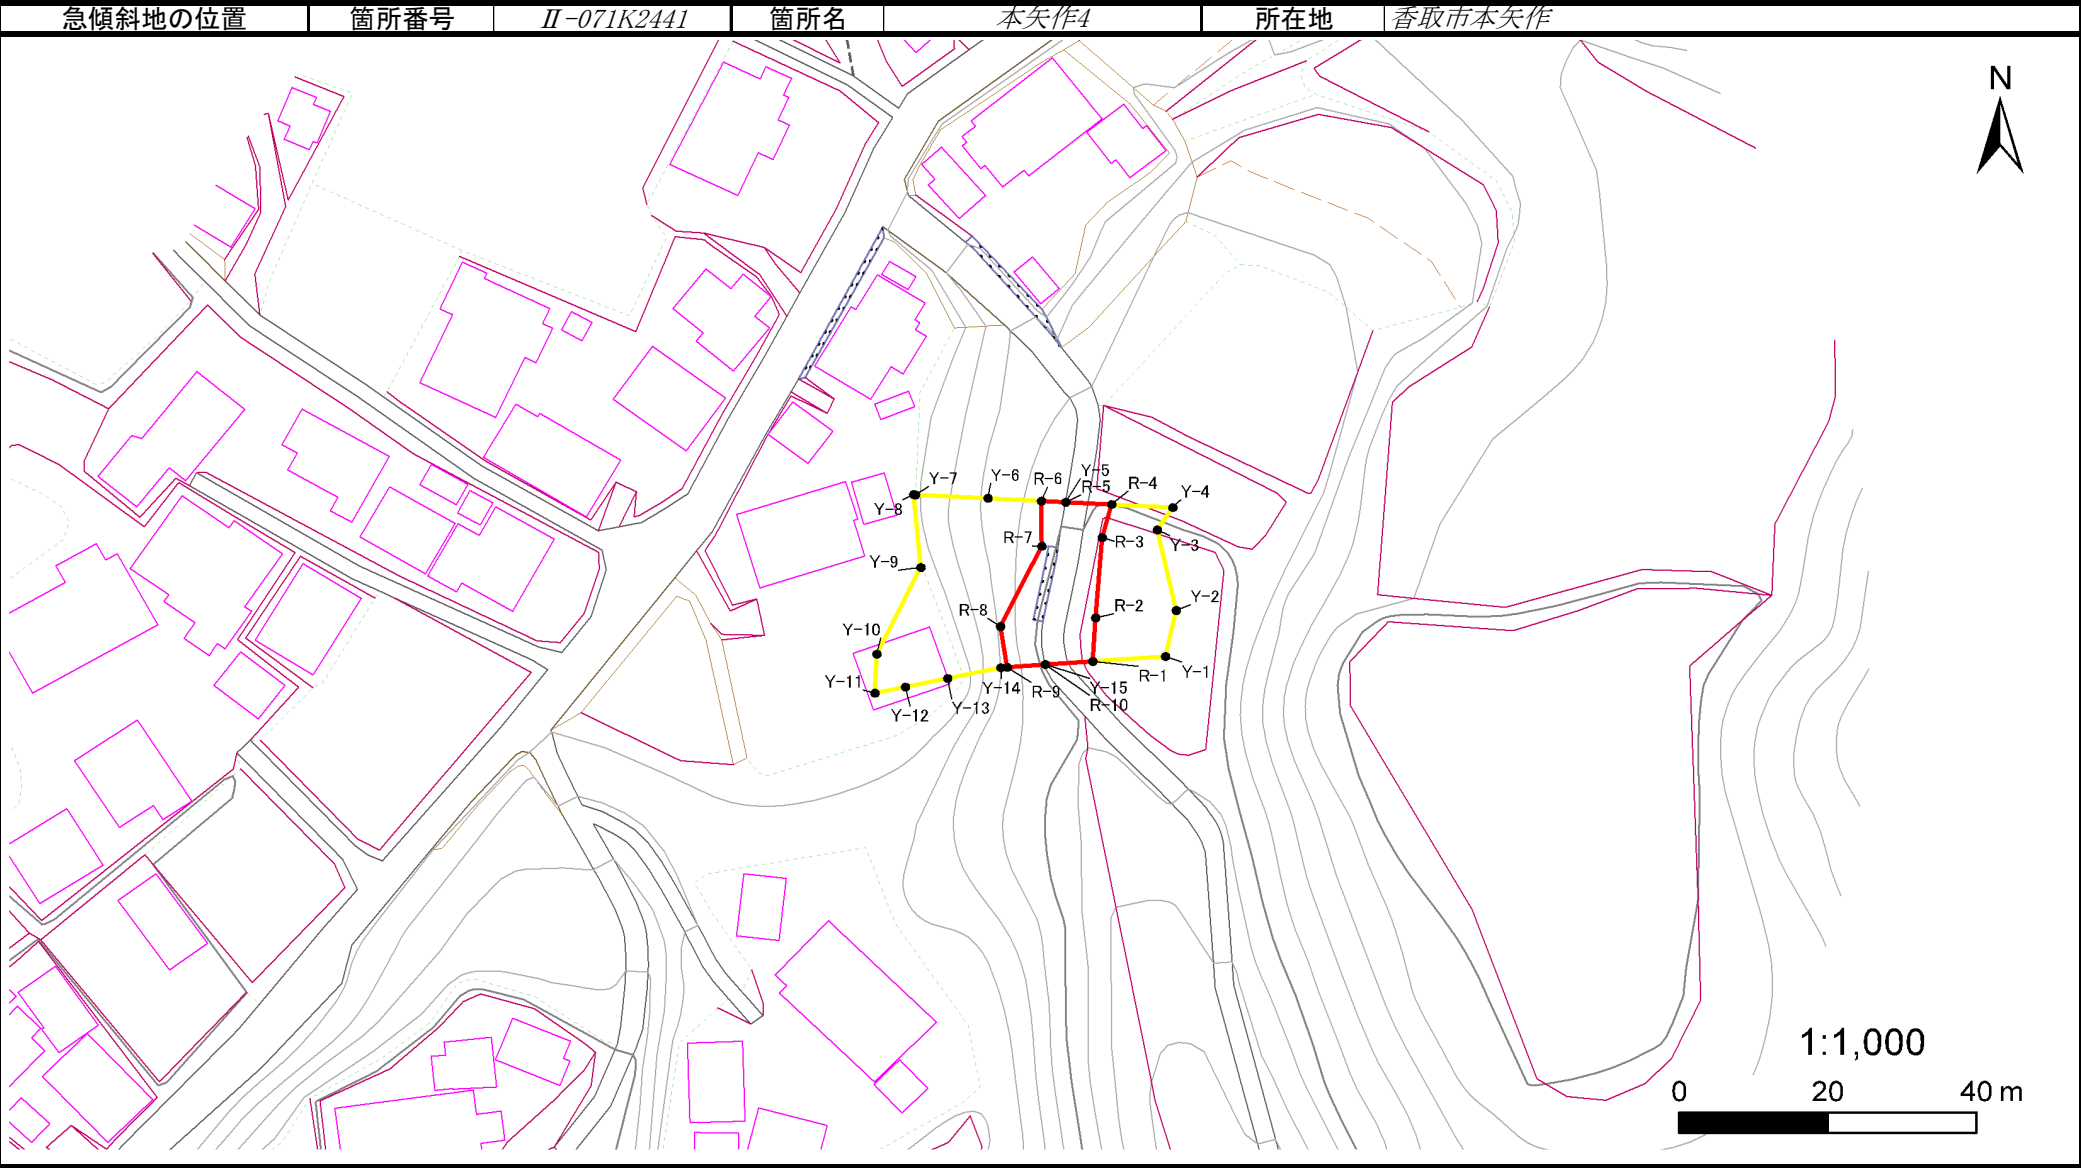 急傾斜地の位置 箇所番号 Ⅱ-071K2441 箇所名 本矢作4 所在地 香取市本矢作
N
Y-7 Y-6 R-6 Y-5 R-4 Y-4
Y-8 R-5
R-7 R-3 Y-3
Y-9
R-8 R-2 Y-2
Y-10
Y-11 Y-14 R-9 Y-15 R-1 Y-1
Y-12 Y-13 R-10
1:1,000
0 20 40 m